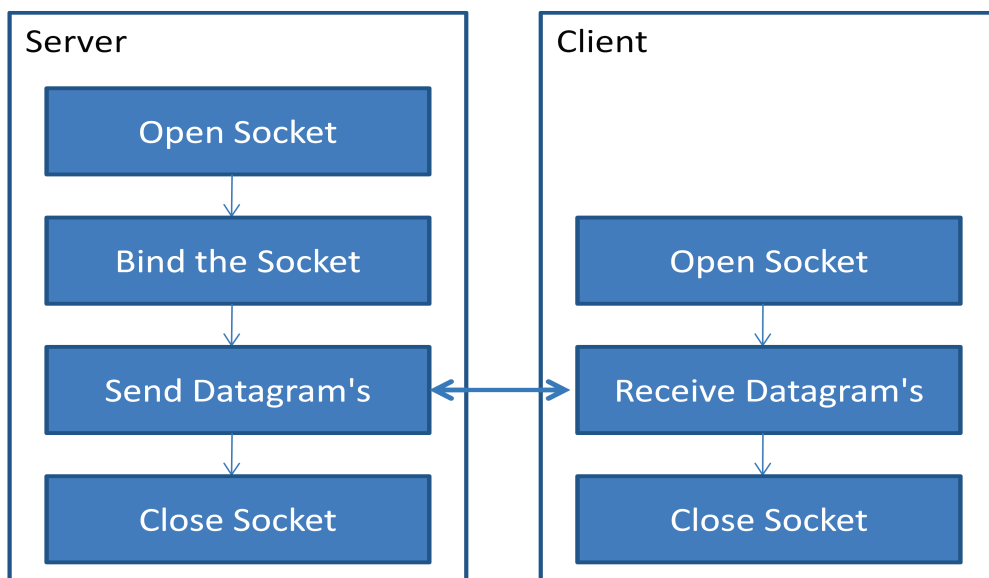 Server
Open Socket
Bind the Socket
Send Datagram's
Close Socket
Client
Open Socket
Receive Datagram's
Close Socket